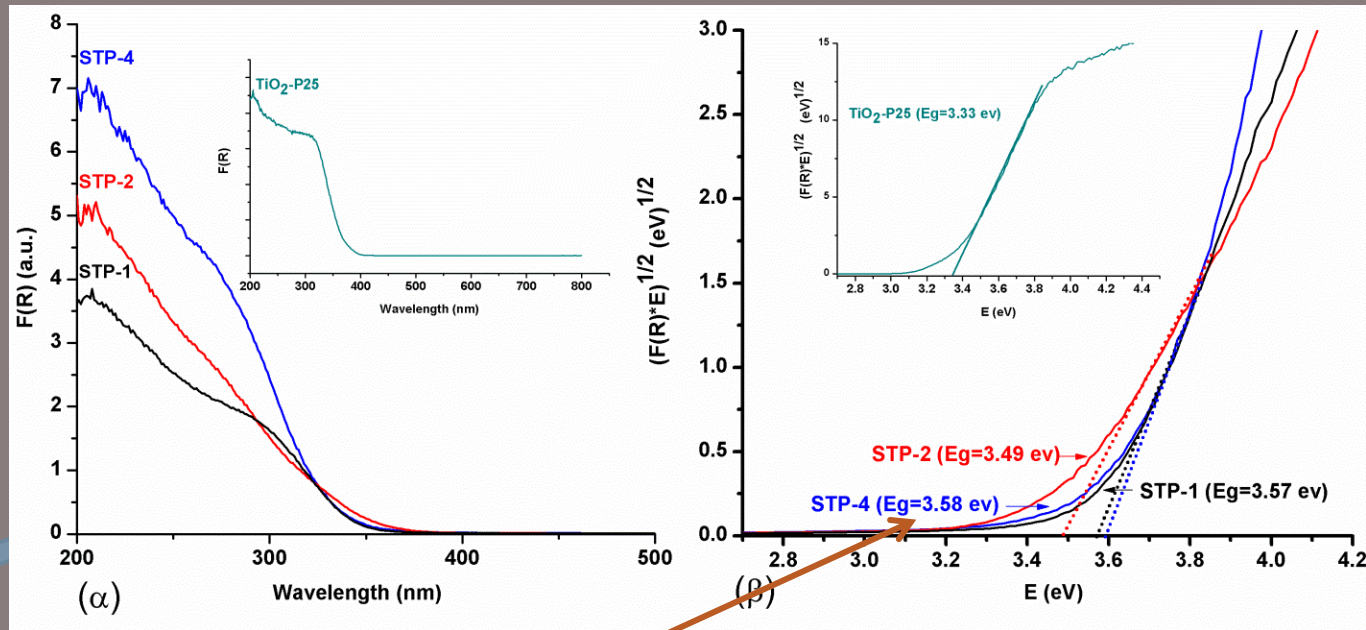 STP-4
STP-2
STP-1
F(R) (a.u.)
8
7
6
5
4
3
2
1
0
200
300
400
500
Wavelength (nm)
(α)
TiO2-P25
F(R)
200 300 400 500 600 700 800
Wavelength (nm)
(F(R)*E)1/2 (eV)1/2
3.0
2.5
2.0
1.5
1.0
0.5
0.0
2.8 3.0 3.2 3.4 3.6 3.8 4.0 4.2
E (eV)
(β)
15
10
5
0
TiO2-P25 (Eg=3.33 ev)
(F(R)*E)1/2 (eV)1/2
2.8 3.0 3.2 3.4 3.6 3.8 4.0 4.2 4.4
E (eV)
STP-2 (Eg=3.49 ev)
STP-4 (Eg=3.58 ev)
STP-1 (Eg=3.57 ev)